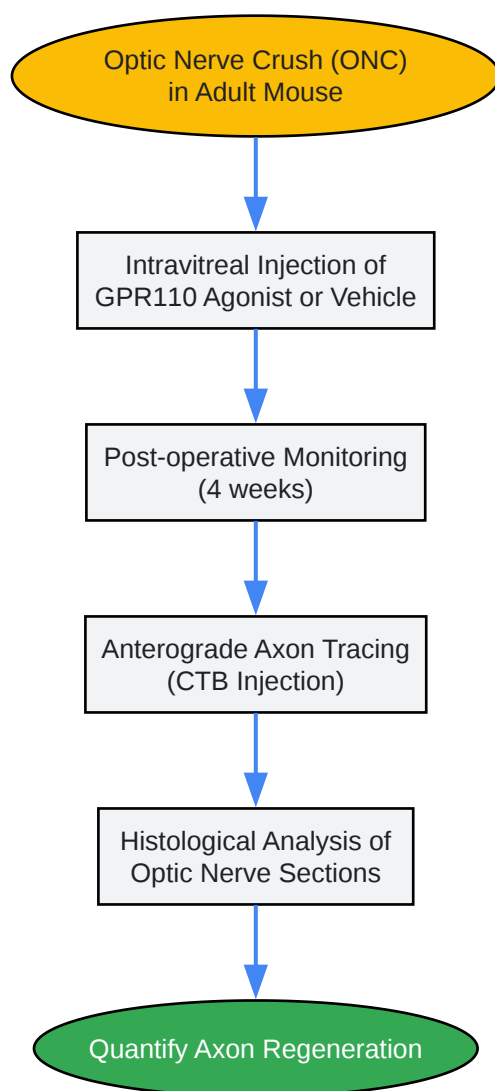 Optic Nerve Crush (ONC)
in Adult Mouse
Intravitreal Injection of
GPR110 Agonist or Vehicle
Post-operative Monitoring
(4 weeks)
Anterograde Axon Tracing
(CTB Injection)
Histological Analysis of
Optic Nerve Sections
Quantify Axon Regeneration